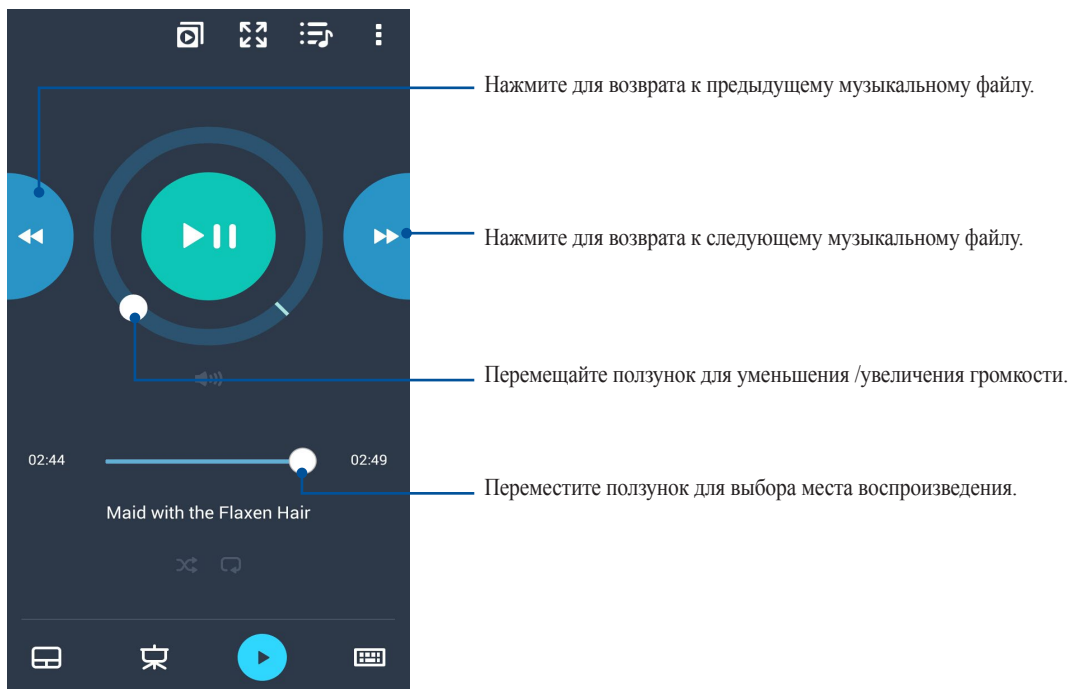 Нажмите для возврата к предыдущему музыкальному файлу.
Нажмите для возврата к следующему музыкальному файлу.
Перемещайте ползунок для уменьшения /увеличения громкости.
02:44
02:49
Переместите ползунок для выбора места воспроизведения.
Maid with the Flaxen Hair